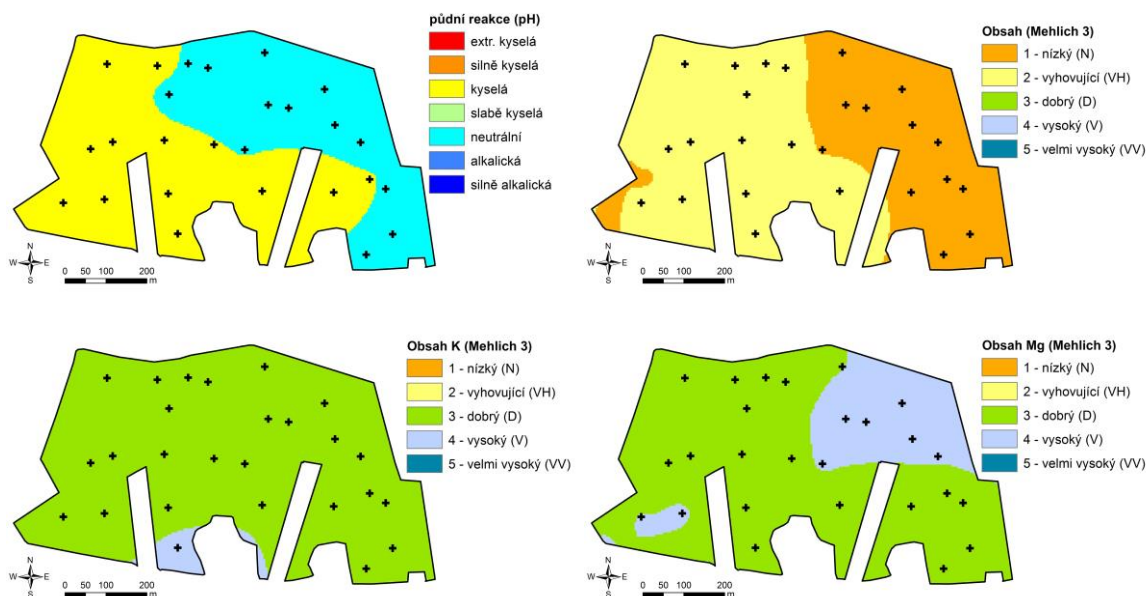 půdní reakce (pH)
extr. kyselá
silně kyselá
kyselá
slabě kyselá
neutrální
alkalická
silně alkalická
N
W E
S
0 50 100 200
m
Obsah (Mehlich 3)
1 - nízký (N)
2 - vyhovující (VH)
3 - dobrý (D)
4 - vysoký (V)
5 - velmi vysoký (VV)
N
W E
S
0 50 100 200
m
Obsah K (Mehlich 3)
1 - nízký (N)
2 - vyhovující (VH)
3 - dobrý (D)
4 - vysoký (V)
5 - velmi vysoký (VV)
N
W E
S
0 50 100 200
m
Obsah Mg (Mehlich 3)
1 - nízký (N)
2 - vyhovující (VH)
3 - dobrý (D)
4 - vysoký (V)
5 - velmi vysoký (VV)
N
W E
S
0 50 100 200
m